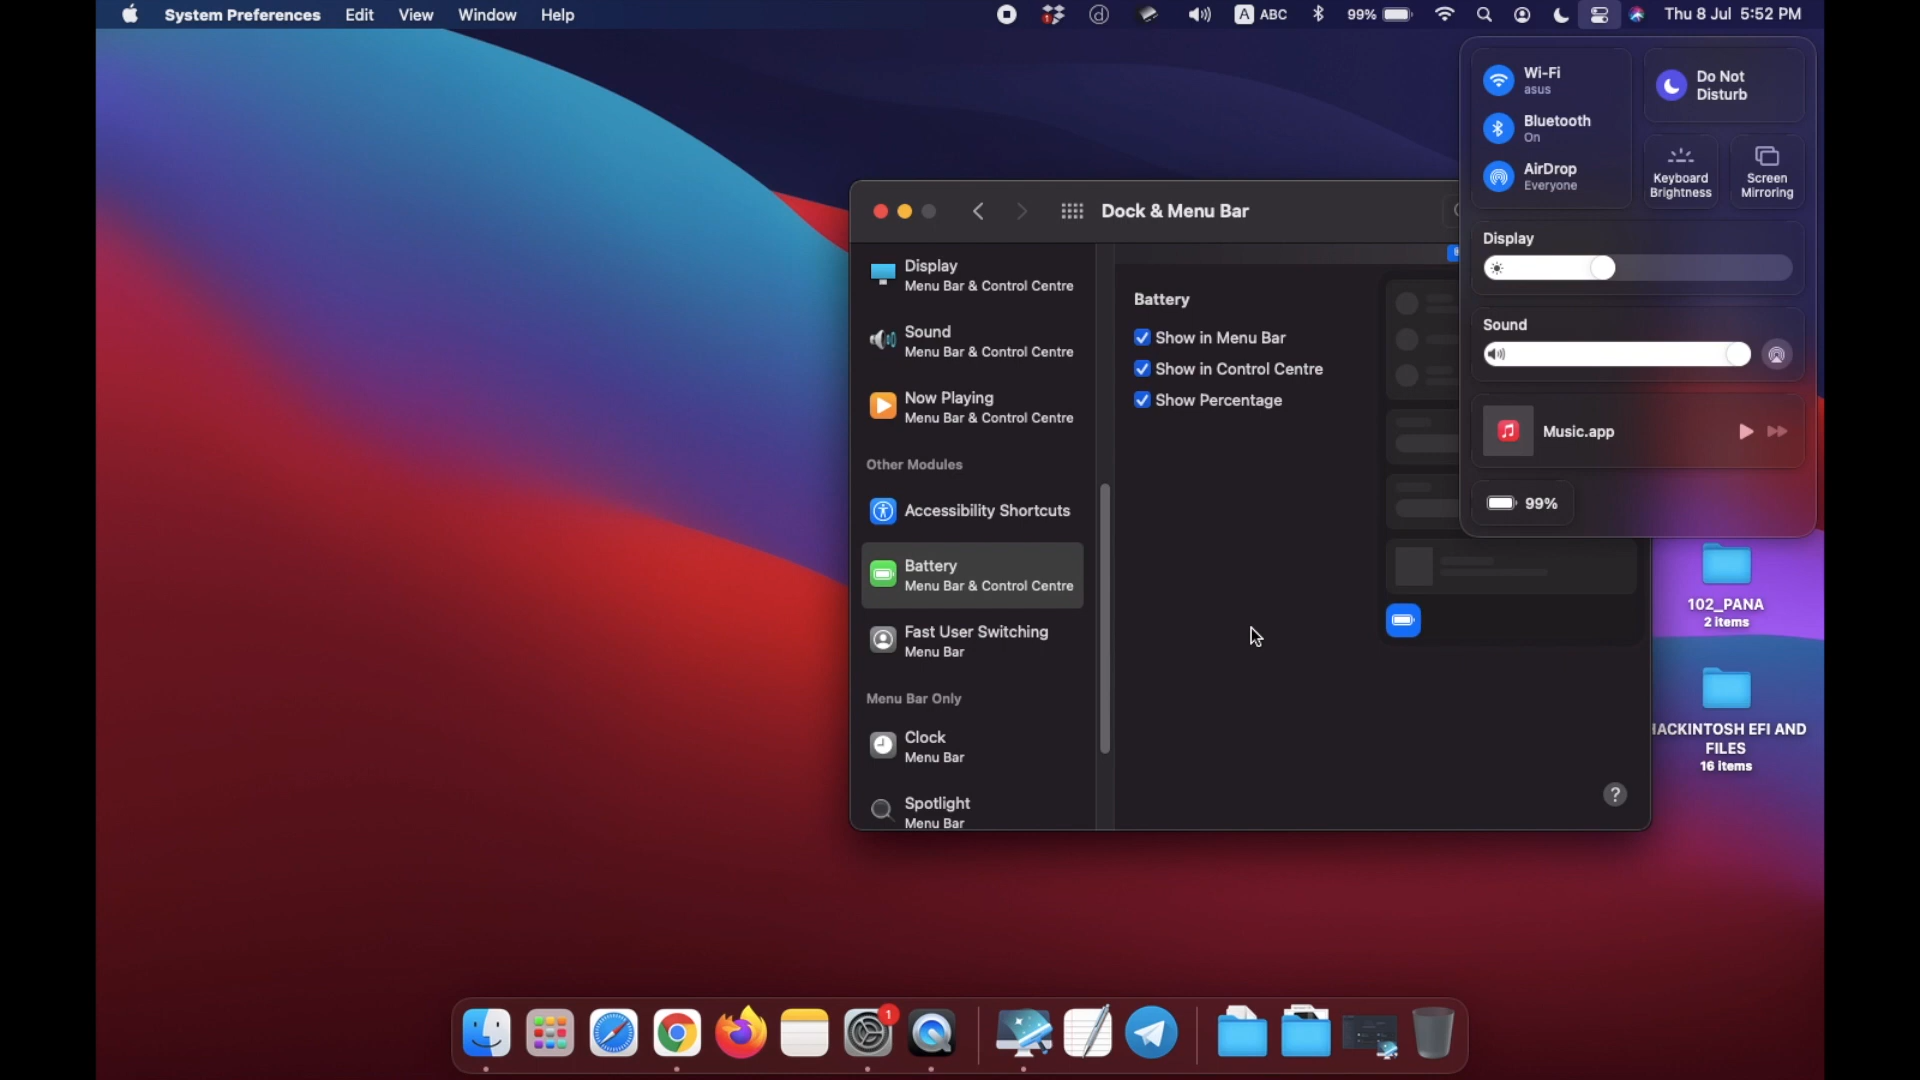 System Preferences Edit View Window Help
1 A ABC 99% Thu 8 Jul 5:52 PM
Wi-Fi
asus
Bluetooth
On
AirDrop
Everyone
Do Not
Disturb
Keyboard
Brightness
Screen
Mirroring
Display
Sound
Music.app
99%
Dock & Menu Bar
Display
Menu Bar & Control Centre
Sound
Menu Bar & Control Centre
Now Playing
Menu Bar & Control Centre
Other Modules
Accessibility Shortcuts
Battery
Menu Bar & Control Centre
Fast User Switching
Menu Bar
Menu Bar Only
Clock
Menu Bar
Spotlight
Menu Bar
Battery
Show in Menu Bar
Show in Control Centre
Show Percentage
?
102_PANA
2 items
HACKINTOSH EFI AND
FILES
16 items
1